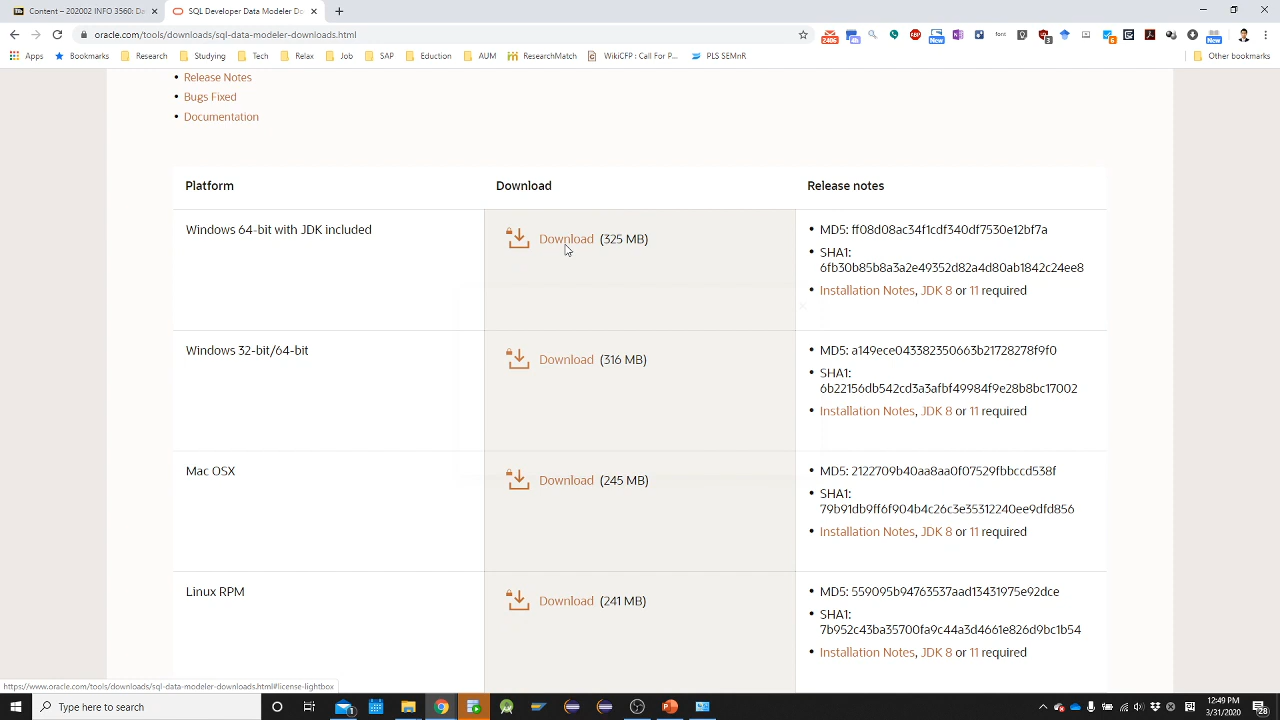 Content – 202002 INFO 3560: Da
SQL Developer Data Modeler Do
oracle.com/tools/downloads/sql-data-modeler-downloads.html
Apps Bookmarks Research Studying Tech Relax Job SAP Eduction AUM ResearchMatch WikiCFP : Call For P... PLS SEMnR Other bookmarks
Release Notes
Bugs Fixed
Documentation
Platform Download Release notes
Windows 64-bit with JDK included
Download (325 MB)
MD5: ff08d08ac34f1cdf340df7530e12bf7a
SHA1:
6fb30b85b8a3a2e49352d82a4d80ab1842c24ee8
Installation Notes, JDK 8 or 11 required
Windows 32-bit/64-bit
Download (316 MB)
MD5: a149ece043382350663b21728278f9f0
SHA1:
6b22156db542cd3a3afbf49984f9e28b8bc17002
Installation Notes, JDK 8 or 11 required
Mac OSX
Download (245 MB)
MD5: 2122709b40aa8aa0f07529fbbccd538f
SHA1:
79b91db9ff6f904b4c26c3e35312240ee9dfd856
Installation Notes, JDK 8 or 11 required
Linux RPM
Download (241 MB)
MD5: 559095b94763537aad13431975e92dce
SHA1:
7b952c43ba35700fa9c44a3d4661e826d9bc1b54
Installation Notes, JDK 8 or 11 required
https://www.oracle.com/tools/downloads/sql-data-modeler-downloads.html#license-lightbox
Type here to search
12:49 PM
3/31/2020